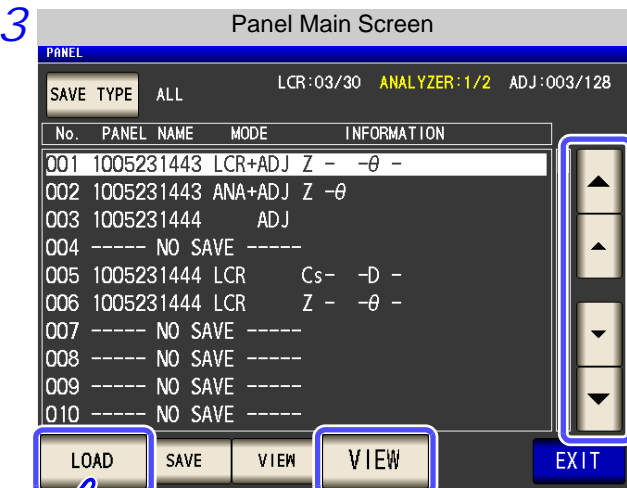 3
Panel Main Screen
PANEL
SAVE TYPE ALL LCR:03/30 ANALYZER:1/2 ADJ:003/128
No. PANEL NAME MODE INFORMATION
001 1005231443 LCR+ADJ Z - -θ -
002 1005231443 ANA+ADJ Z -θ
003 1005231444 ADJ
004 ----- NO SAVE -----
005 1005231444 LCR Cs- -D -
006 1005231444 LCR Z - -θ -
007 ----- NO SAVE -----
008 ----- NO SAVE -----
009 ----- NO SAVE -----
010 ----- NO SAVE -----
LOAD SAVE VIEW VIEW EXIT